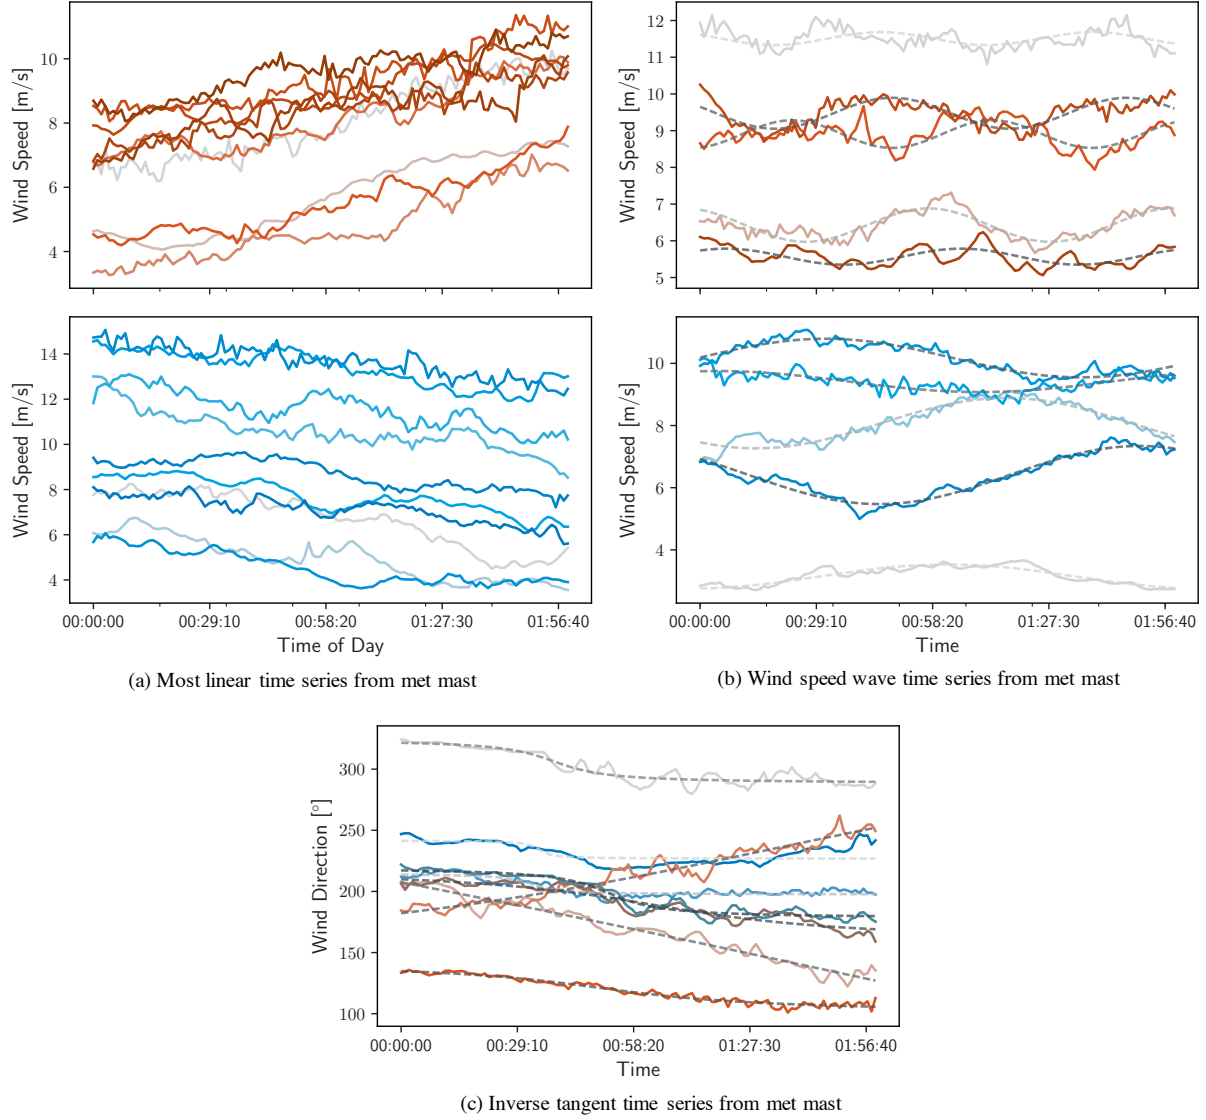 10
8
6
4
Wind Speed [m/s]
12
11
10
9
8
7
6
5
Wind Speed [m/s]
14
12
10
8
6
4
Wind Speed [m/s]
00:00:00 00:29:10 00:58:20 01:27:30 01:56:40
Time of Day
(a) Most linear time series from met mast
10
8
6
4
Wind Speed [m/s]
00:00:00 00:29:10 00:58:20 01:27:30 01:56:40
Time
(b) Wind speed wave time series from met mast
300
250
200
150
100
Wind Direction [°]
00:00:00 00:29:10 00:58:20 01:27:30 01:56:40
Time
(c) Inverse tangent time series from met mast